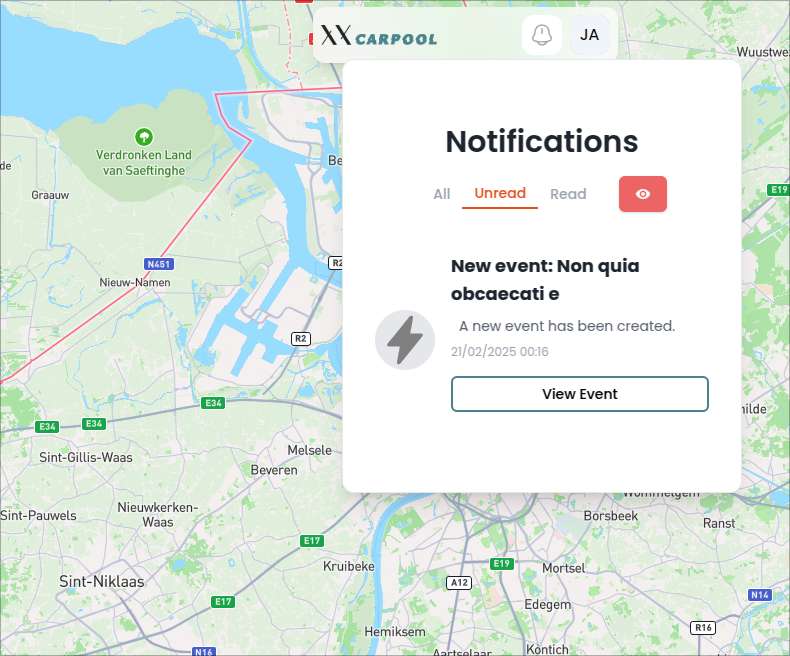 XX CARPOOL
JA
Wuustwe
Notifications
All
Unread
Read
New event: Non quia
obcaecati e
A new event has been created.
21/02/2025 00:16
View Event
Verdronken Land
van Saeftinghe
de
Graauw
Be
E19
N451
R2
Nieuw-Namen
R2
E34
E34
E34
hilde
Sint-Gillis-Waas
Melsele
Beveren
Wommelgem
Sint-Pauwels
Nieuwkerken-
Waas
Borsbeek
Ranst
E17
Kruibeke
E19
Mortsel
Sint-Niklaas
A12
N14
E17
Edegem
R16
Hemiksem
N16
Aartselaar
Kontich